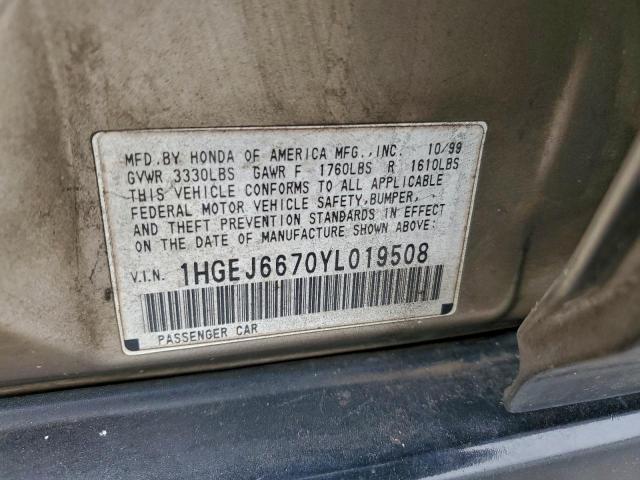 MFD.BY HONDA OF AMERICA MFG.,INC. 10/99
GVWR 3330LBS GAWR F 1760LBS R 1610LBS
THIS VEHICLE CONFORMS TO ALL APPLICABLE
FEDERAL MOTOR VEHICLE SAFETY,BUMPER,
AND THEFT PREVENTION STANDARDS IN EFFECT
ON THE DATE OF MANUFACTURE SHOWN ABOVE.
V.I.N. 1HGEJ6670YL019508
PASSENGER CAR